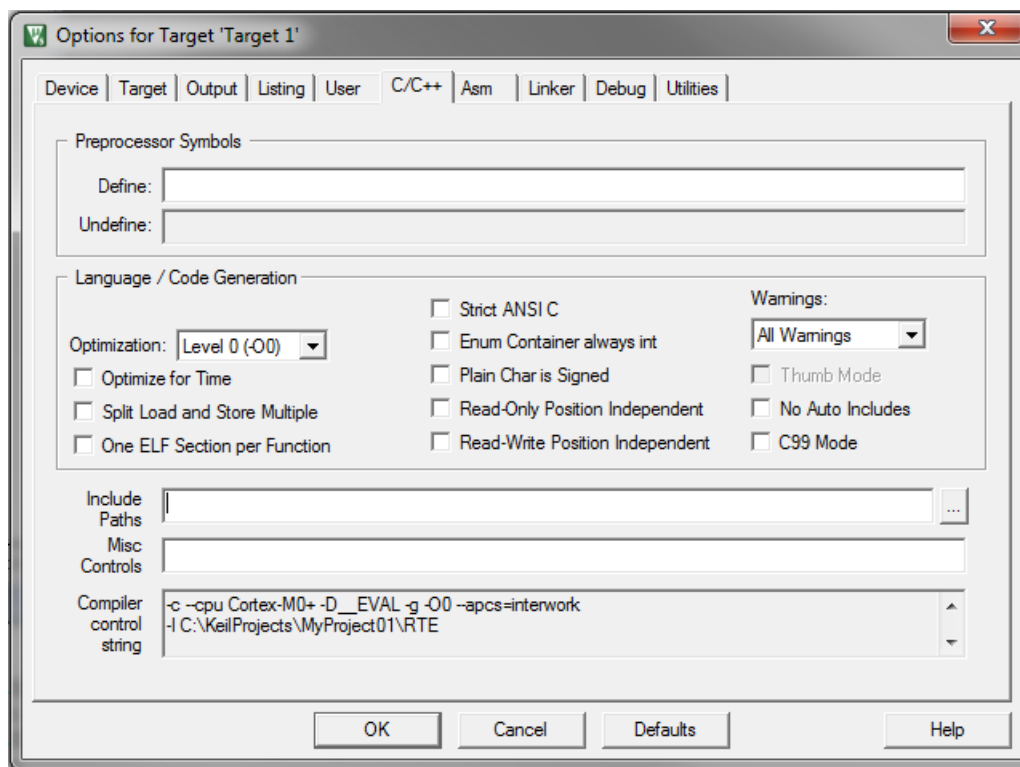 Options for Target 'Target 1'
Device Target Output Listing User C/C++ Asm Linker Debug Utilities
Preprocessor Symbols
Define:
Undefine:
Language / Code Generation
Optimization: Level 0 (-O0)
Optimize for Time
Split Load and Store Multiple
One ELF Section per Function
Strict ANSI C
Enum Container always int
Plain Char is Signed
Read-Only Position Independent
Read-Write Position Independent
Warnings:
All Warnings
Thumb Mode
No Auto Includes
C99 Mode
Include
Paths
...
Misc
Controls
Compiler
control
string
-c --cpu Cortex-M0+ -D__EVAL -g -O0 --apcs=interwork
-I C:\KeilProjects\MyProject01\RTE
OK Cancel Defaults Help